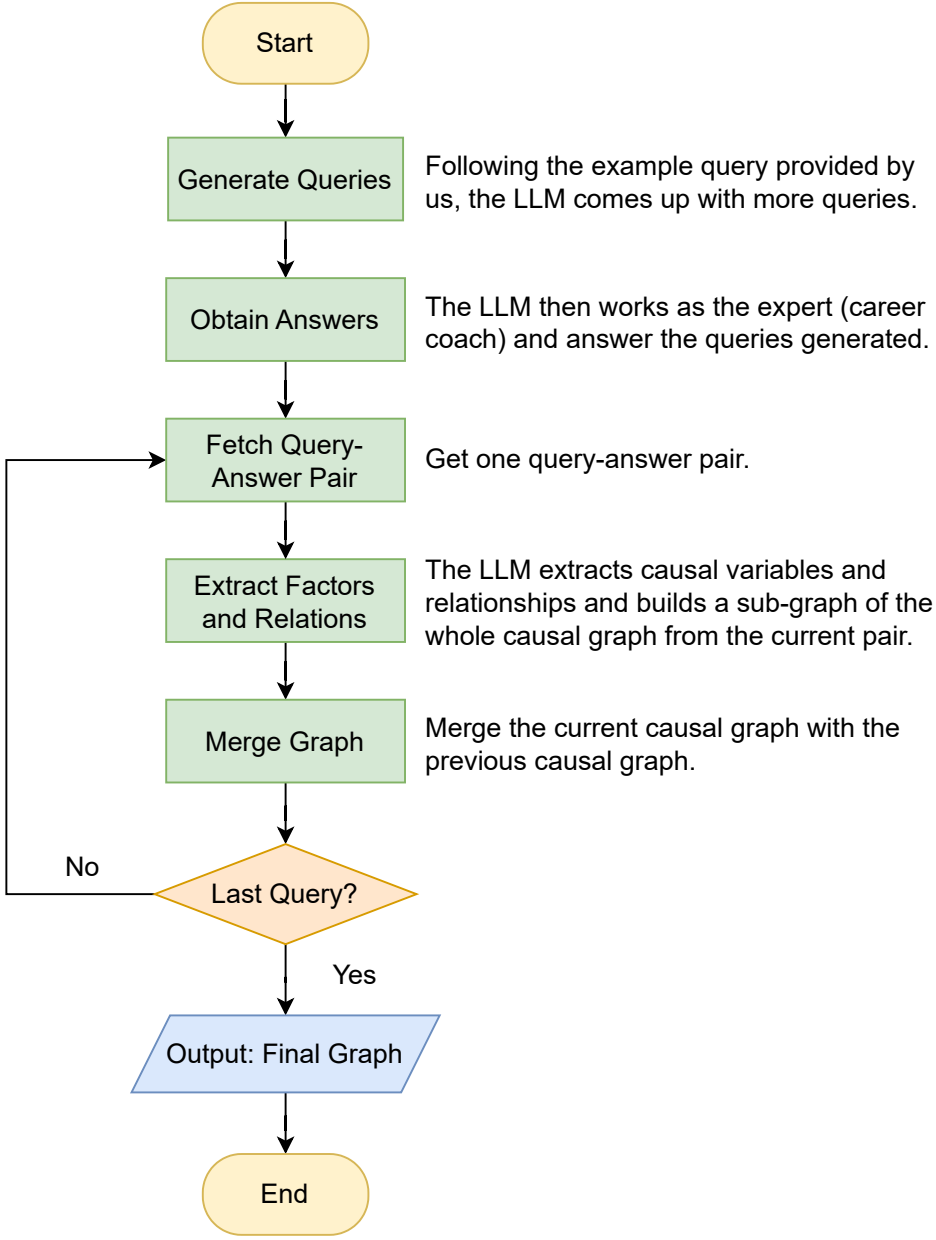 Start
Generate Queries
Following the example query provided by
us, the LLM comes up with more queries.
Obtain Answers
The LLM then works as the expert (career
coach) and answer the queries generated.
Fetch Query-
Answer Pair
Get one query-answer pair.
Extract Factors
and Relations
The LLM extracts causal variables and
relationships and builds a sub-graph of the
whole causal graph from the current pair.
Merge Graph
Merge the current causal graph with the
previous causal graph.
No
Last Query?
Yes
Output: Final Graph
End